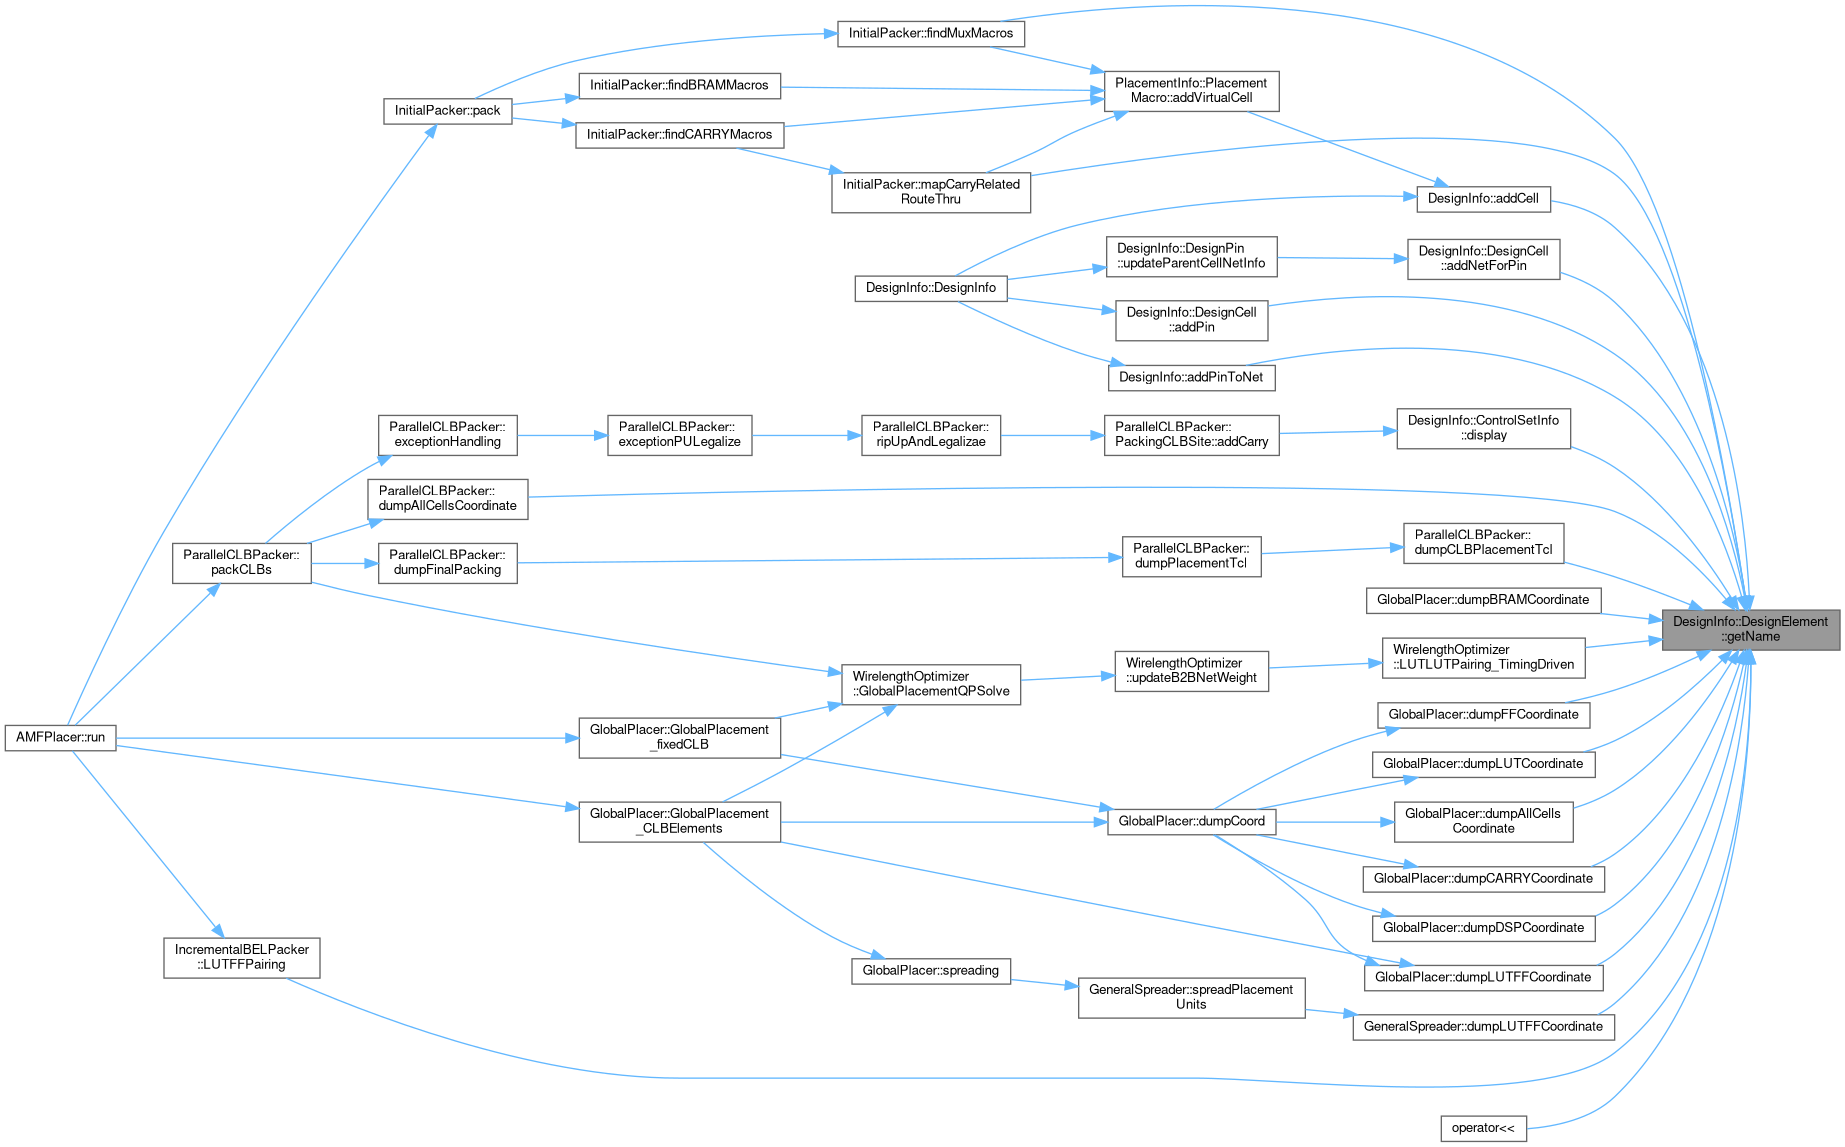 InitialPacker::findMuxMacros
InitialPacker::findBRAMMacros
PlacementInfo::Placement
Macro::addVirtualCell
InitialPacker::pack
InitialPacker::findCARRYMacros
InitialPacker::mapCarryRelated
RouteThru
DesignInfo::addCell
DesignInfo::DesignPin
::updateParentCellNetInfo
DesignInfo::DesignCell
::addNetForPin
DesignInfo::DesignInfo
DesignInfo::DesignCell
::addPin
DesignInfo::addPinToNet
ParallelCLBPacker::
exceptionHandling
ParallelCLBPacker::
exceptionPULegalize
ParallelCLBPacker::
ripUpAndLegalizae
ParallelCLBPacker::
PackingCLBSite::addCarry
DesignInfo::ControlSetInfo
::display
ParallelCLBPacker::
dumpAllCellsCoordinate
ParallelCLBPacker::
packCLBs
ParallelCLBPacker::
dumpFinalPacking
ParallelCLBPacker::
dumpPlacementTcl
ParallelCLBPacker::
dumpCLBPlacementTcl
GlobalPlacer::dumpBRAMCoordinate
DesignInfo::DesignElement
::getName
WirelengthOptimizer
::GlobalPlacementQPSolve
WirelengthOptimizer
::updateB2BNetWeight
WirelengthOptimizer
::LUTLUTPairing_TimingDriven
GlobalPlacer::dumpFFCoordinate
AMFPlacer::run
GlobalPlacer::GlobalPlacement
_fixedCLB
GlobalPlacer::dumpLUTCoordinate
GlobalPlacer::GlobalPlacement
_CLBElements
GlobalPlacer::dumpCoord
GlobalPlacer::dumpAllCells
Coordinate
GlobalPlacer::dumpCARRYCoordinate
GlobalPlacer::dumpDSPCoordinate
IncrementalBELPacker
::LUTFFPairing
GlobalPlacer::spreading
GlobalPlacer::dumpLUTFFCoordinate
GeneralSpreader::spreadPlacement
Units
GeneralSpreader::dumpLUTFFCoordinate
operator<<